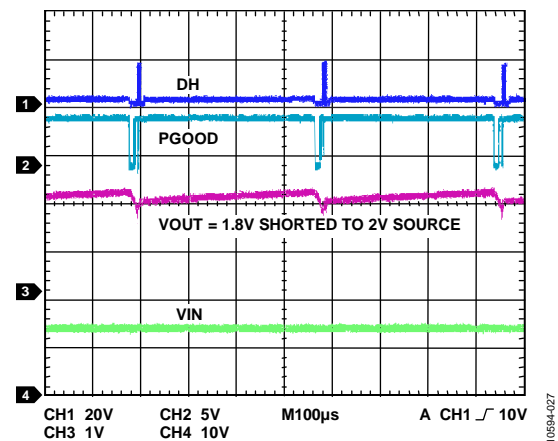 DH
1
PGOOD
2
VOUT = 1.8V SHORTED TO 2V SOURCE
3
VIN
4
CH1 20V CH2 5V M100µs A CH1 10V
CH3 1V CH4 10V
10594-027